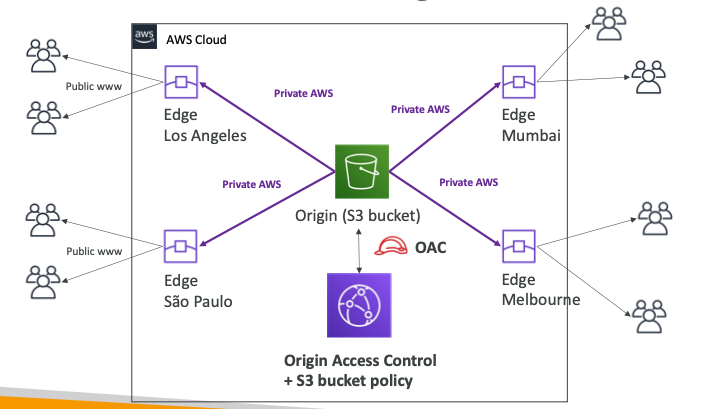 aws
AWS Cloud
Public www
Private AWS
Private AWS
Edge
Los Angeles
Edge
Mumbai
Private AWS
Private AWS
Origin (S3 bucket)
Public www
OAC
Edge
São Paulo
Edge
Melbourne
Origin Access Control
+ S3 bucket policy